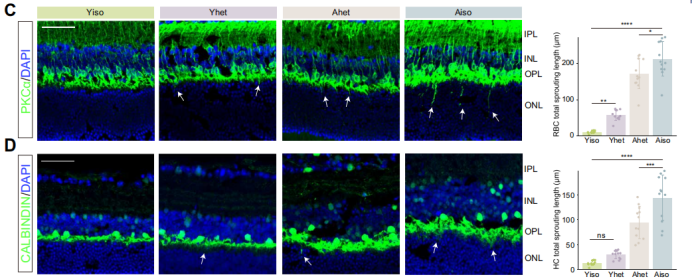 C
Yiso Yhet Ahet Aiso
PKCα/DAPI
IPL
INL
OPL
ONL
RBC total sprouting length (μm)
****
*
**
200
100
0
Yiso Yhet Ahet Aiso
D
CALBINDIN/DAPI
IPL
INL
OPL
ONL
HC total sprouting length (μm)
****
***
ns
200
150
100
50
0
Yiso Yhet Ahet Aiso